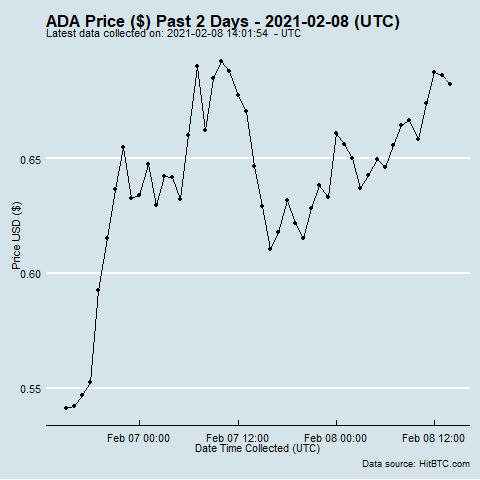 ADA Price ($) Past 2 Days - 2021-02-08 (UTC)
Latest data collected on: 2021-02-08 14:01:54 - UTC
Price USD ($)
0.65
0.60
0.55
Feb 07 00:00 Feb 07 12:00 Feb 08 00:00 Feb 08 12:00
Date Time Collected (UTC)
Data source: HitBTC.com